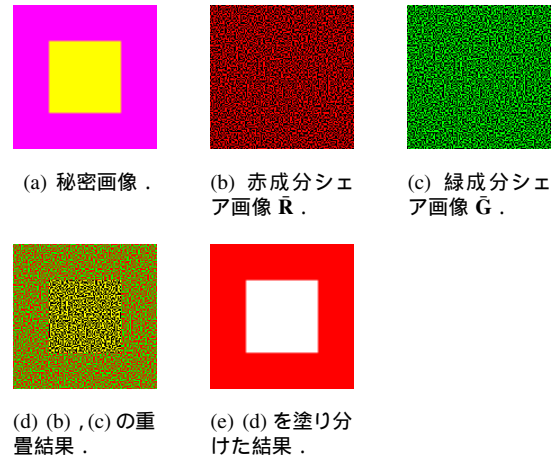 (a) 秘密画像．
(b) 赤成分シェ
ア画像 R̄．
(c) 緑成分シェ
ア画像 Ḡ．
(d) (b) , (c) の重
畳結果．
(e) (d) を塗り分
けた結果．